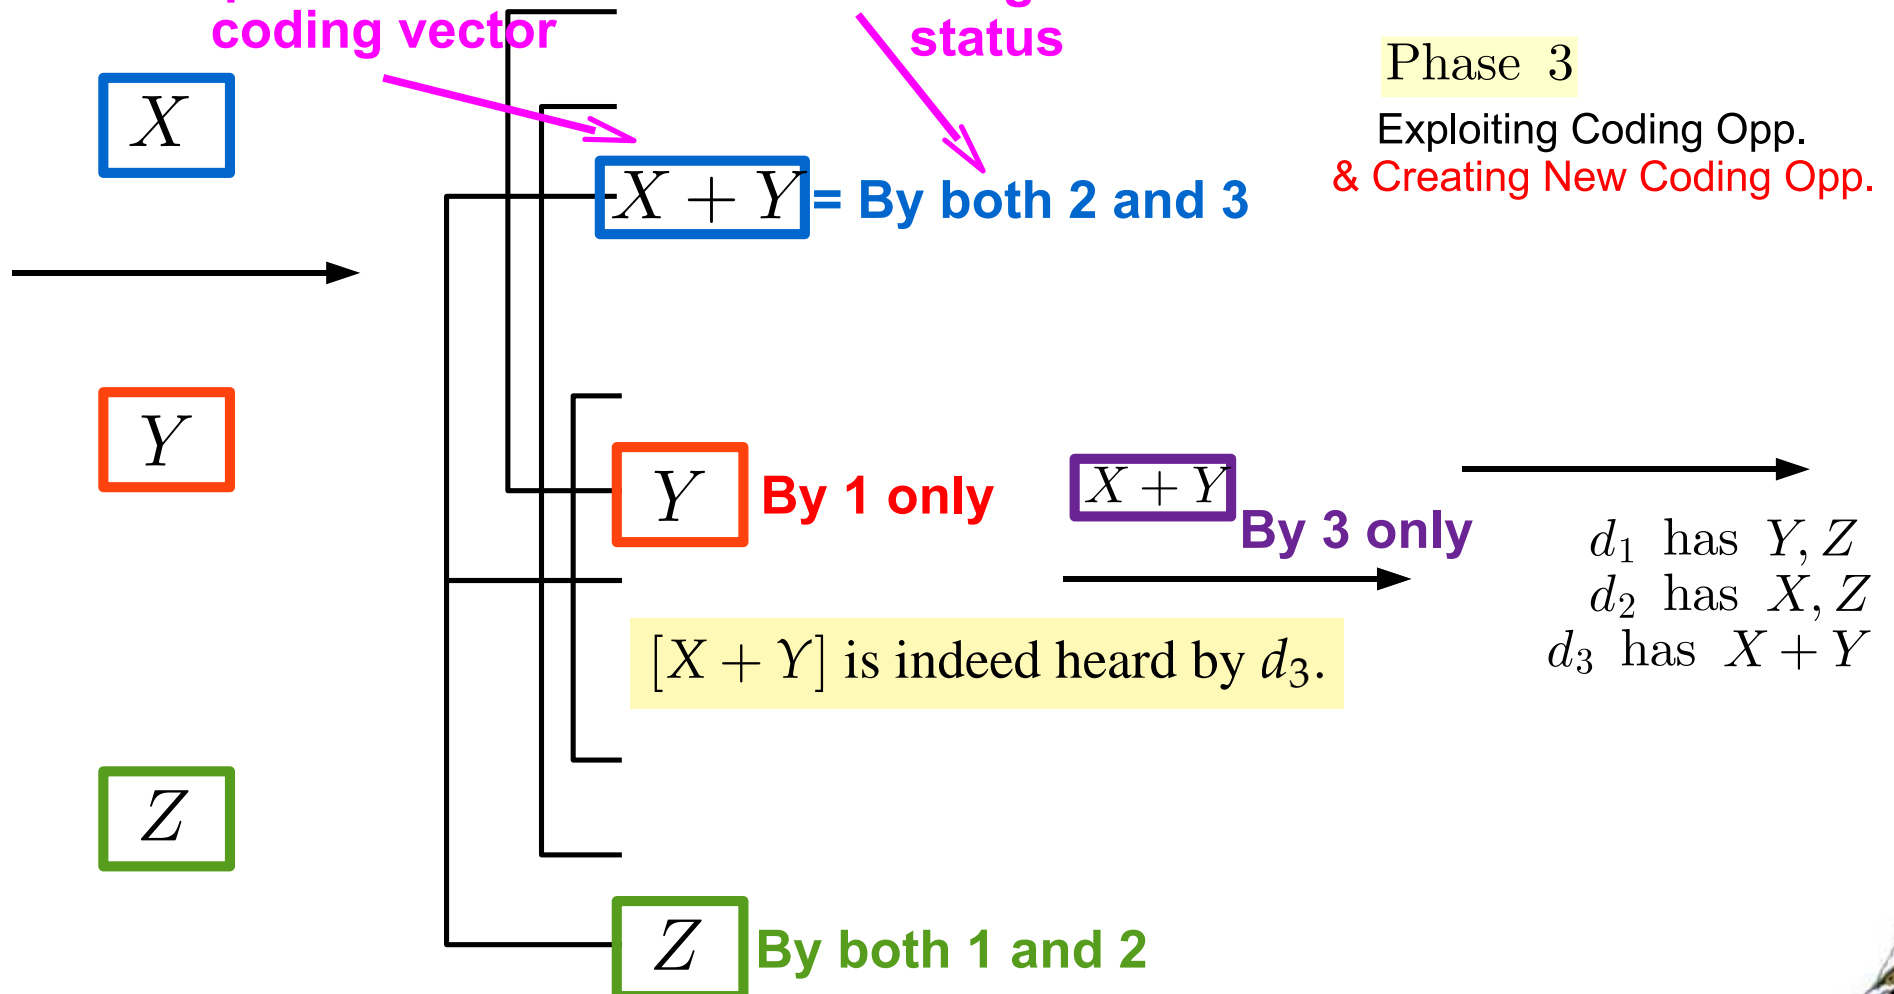 coding vector
status
Phase 3
Exploiting Coding Opp.
& Creating New Coding Opp.
X
X + Y = By both 2 and 3
Y
Y By 1 only
X + Y
By 3 only
d₁ has Y, Z
d₂ has X, Z
d₃ has X + Y
[X + Y] is indeed heard by d₃.
Z
Z By both 1 and 2